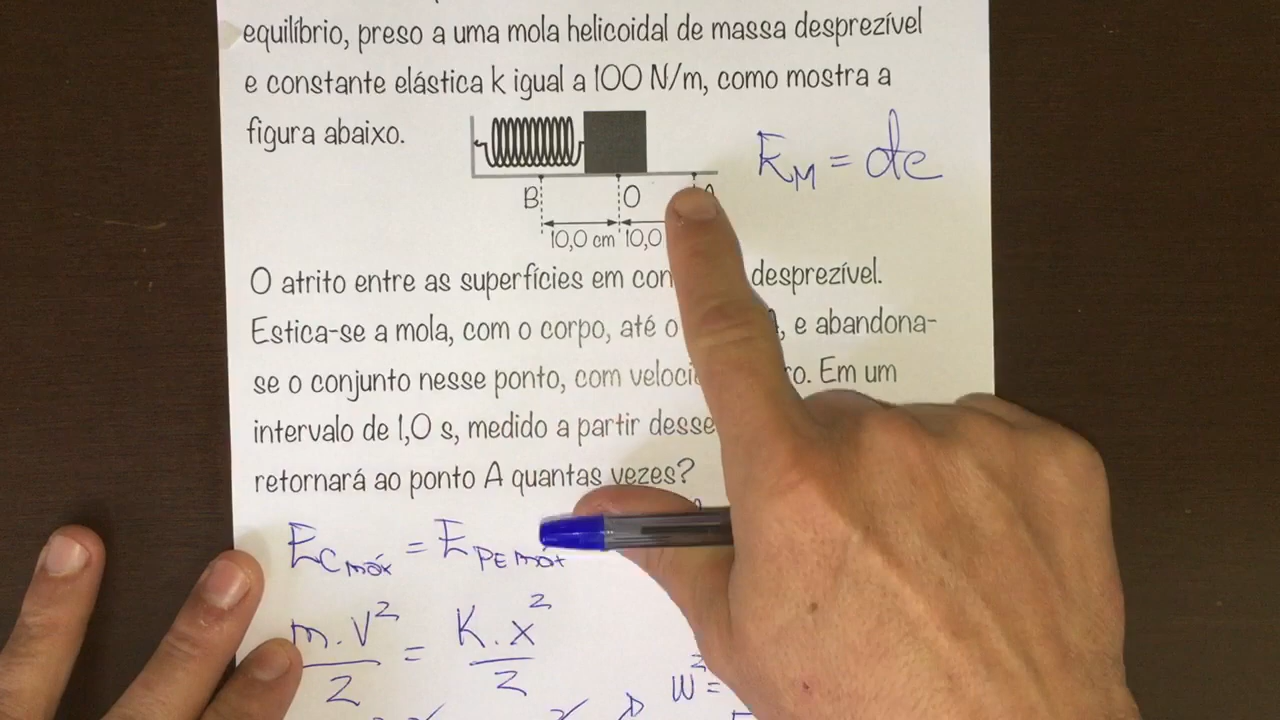 equilíbrio, preso a uma mola helicoidal de massa desprezível
e constante elástica k igual a 100 N/m, como mostra a
figura abaixo.
E_M = cte
B O
10,0 cm 10,0
O atrito entre as superfícies em con desprezível.
Estica-se a mola, com o corpo, até o , e abandona-
se o conjunto nesse ponto, com veloci ro. Em um
intervalo de 1,0 s, medido a partir desse
retornará ao ponto A quantas vezes?
E_C máx = E_PE máx
m.V² = K.x²
2 2
W² =